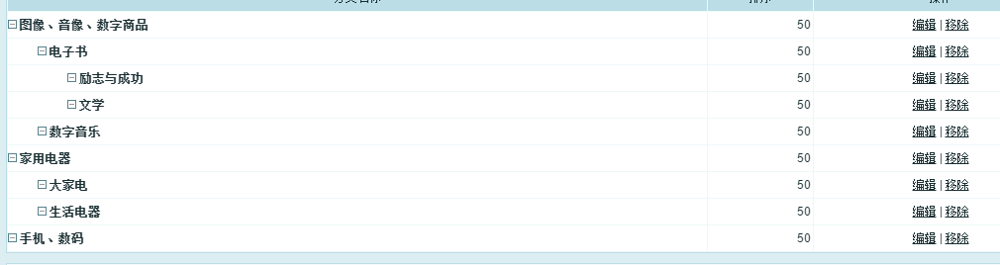 图像、音像、数字商品 50 编辑 | 移除
电子书 50 编辑 | 移除
励志与成功 50 编辑 | 移除
文学 50 编辑 | 移除
数字音乐 50 编辑 | 移除
家用电器 50 编辑 | 移除
大家电 50 编辑 | 移除
生活电器 50 编辑 | 移除
手机、数码 50 编辑 | 移除